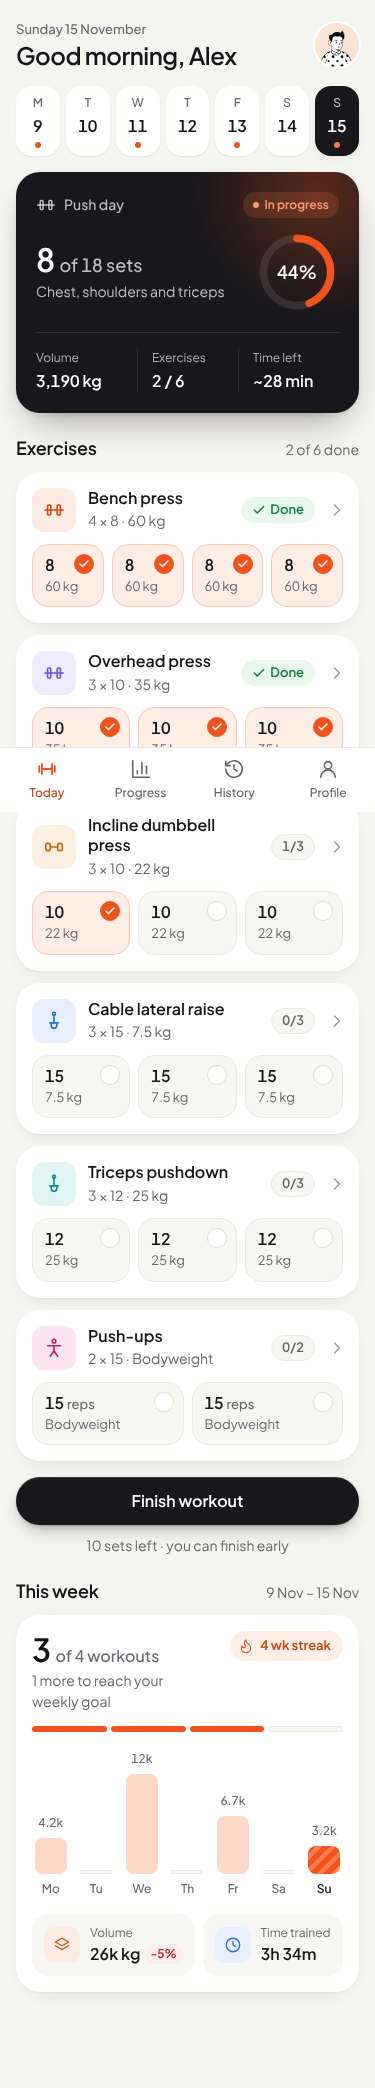 Sunday 15 November
Good morning, Alex
M T W T F S S
9 10 11 12 13 14 15
Push day
In progress
8 of 18 sets
Chest, shoulders and triceps
44%
Volume Exercises Time left
3,190 kg 2 / 6 ~28 min
Exercises 2 of 6 done
Bench press
4 × 8 · 60 kg
Done
8 8 8 8
60 kg 60 kg 60 kg 60 kg
Overhead press
3 × 10 · 35 kg
Done
10 10 10
Today Progress History Profile
Incline dumbbell
press
3 × 10 · 22 kg
1/3
10 10 10
22 kg 22 kg 22 kg
Cable lateral raise
3 × 15 · 7.5 kg
0/3
15 15 15
7.5 kg 7.5 kg 7.5 kg
Triceps pushdown
3 × 12 · 25 kg
0/3
12 12 12
25 kg 25 kg 25 kg
Push-ups
2 × 15 · Bodyweight
0/2
15 reps 15 reps
Bodyweight Bodyweight
Finish workout
10 sets left · you can finish early
This week 9 Nov – 15 Nov
3 of 4 workouts
4 wk streak
1 more to reach your
weekly goal
4.2k 12k 6.7k 3.2k
Mo Tu We Th Fr Sa Su
Volume
26k kg -5%
Time trained
3h 34m